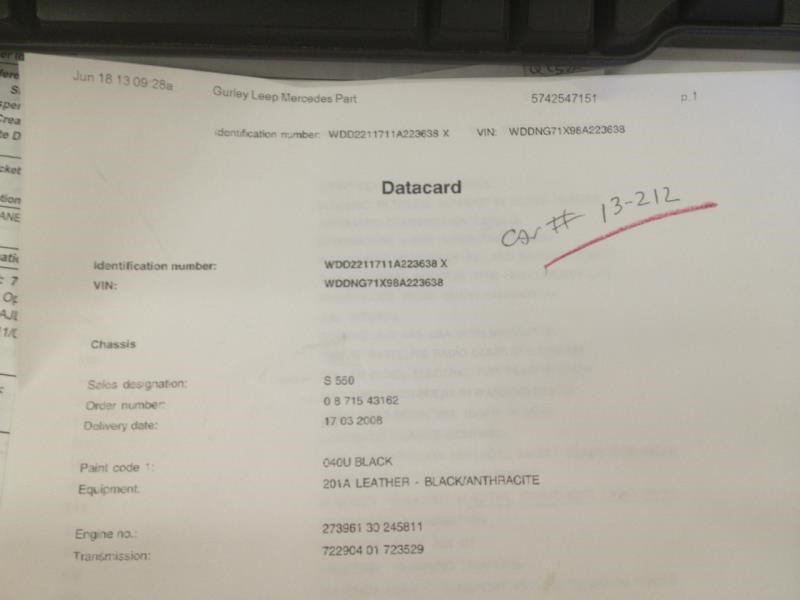 Jun 18 13 09:28a Gurley Leep Mercedes Part 5742547151 p.1
Identification number: WDD2211711A223638 X VIN: WDDNG71X98A223638
Datacard
Car # 13-212
Identification number: WDD2211711A223638 X
VIN: WDDNG71X98A223638
Chassis
Sales designation: S 550
Order number: 0 8 715 43162
Delivery date: 17 03 2008
Paint code 1: 040U BLACK
Equipment: 201A LEATHER - BLACK/ANTHRACITE
Engine no.: 273961 30 245811
Transmission: 722904 01 723529